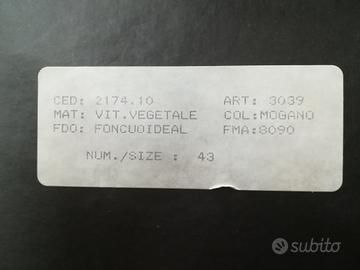 CED: 2174.10 ART: 3039
MAT: VIT.VEGETALE COL:MOGANO
FDO: FONCUOIDEAL FMA:8090
NUM./SIZE : 43
subito